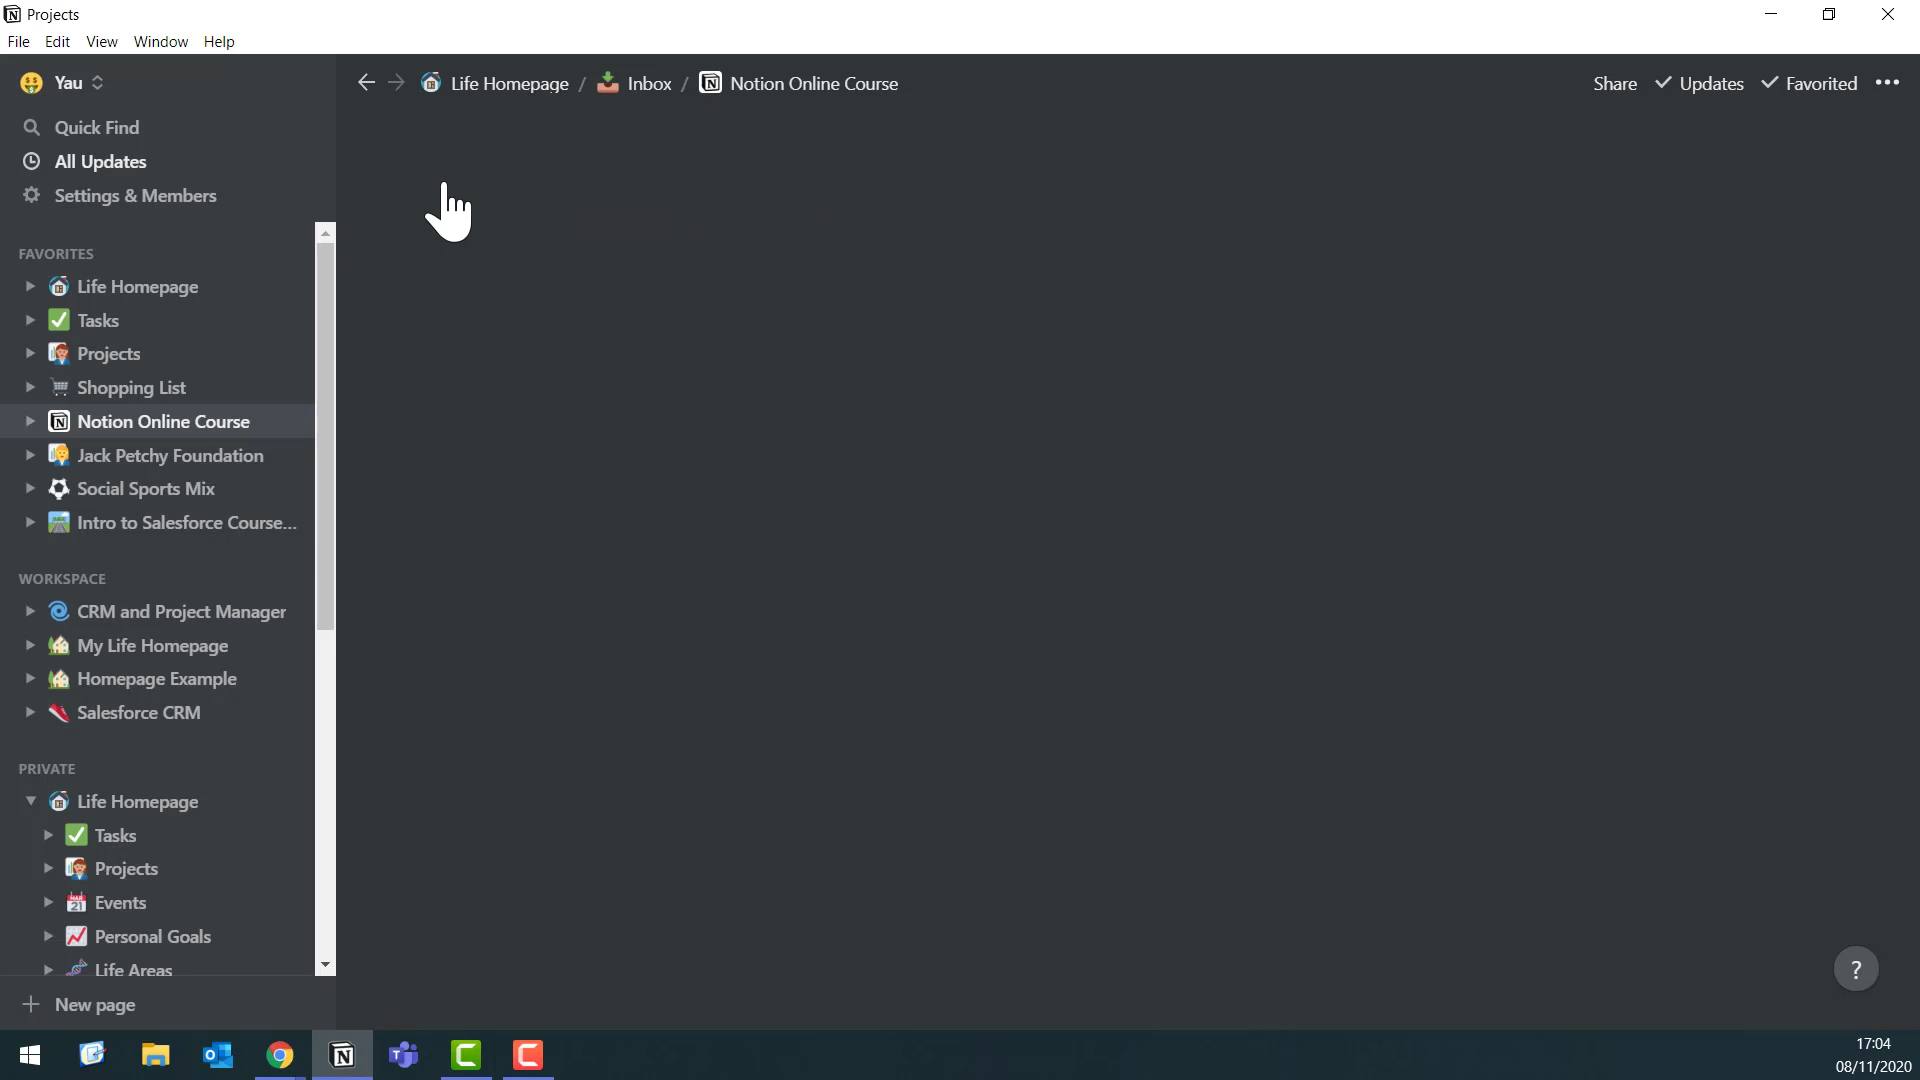 Projects
File Edit View Window Help
Yau
Life Homepage / Inbox / Notion Online Course
Share Updates Favorited
Quick Find
All Updates
Settings & Members
FAVORITES
Life Homepage
Tasks
Projects
Shopping List
Notion Online Course
Jack Petchy Foundation
Social Sports Mix
Intro to Salesforce Course...
WORKSPACE
CRM and Project Manager
My Life Homepage
Homepage Example
Salesforce CRM
PRIVATE
Life Homepage
Tasks
Projects
Events
Personal Goals
Life Areas
?
New page
17:04
08/11/2020